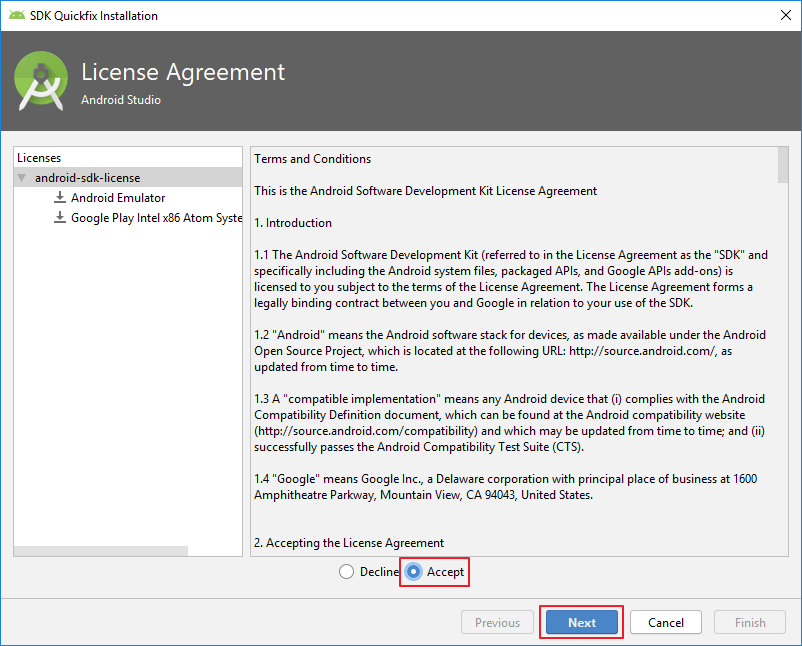 SDK Quickfix Installation
License Agreement
Android Studio
Licenses
android-sdk-license
Android Emulator
Google Play Intel x86 Atom Syste
Terms and Conditions
This is the Android Software Development Kit License Agreement
1. Introduction
1.1 The Android Software Development Kit (referred to in the License Agreement as the "SDK" and
specifically including the Android system files, packaged APIs, and Google APIs add-ons) is
licensed to you subject to the terms of the License Agreement. The License Agreement forms a
legally binding contract between you and Google in relation to your use of the SDK.
1.2 "Android" means the Android software stack for devices, as made available under the Android
Open Source Project, which is located at the following URL: http://source.android.com/, as
updated from time to time.
1.3 A "compatible implementation" means any Android device that (i) complies with the Android
Compatibility Definition document, which can be found at the Android compatibility website
(http://source.android.com/compatibility) and which may be updated from time to time; and (ii)
successfully passes the Android Compatibility Test Suite (CTS).
1.4 "Google" means Google Inc., a Delaware corporation with principal place of business at 1600
Amphitheatre Parkway, Mountain View, CA 94043, United States.
2. Accepting the License Agreement
Decline Accept
Previous Next Cancel Finish